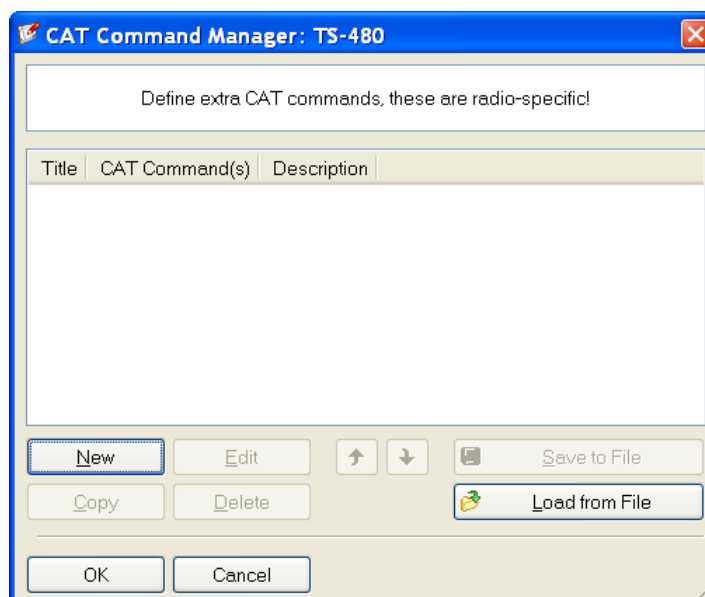 CAT Command Manager: TS-480
Define extra CAT commands, these are radio-specific!
Title CAT Command(s) Description
New Edit Save to File
Copy Delete Load from File
OK Cancel